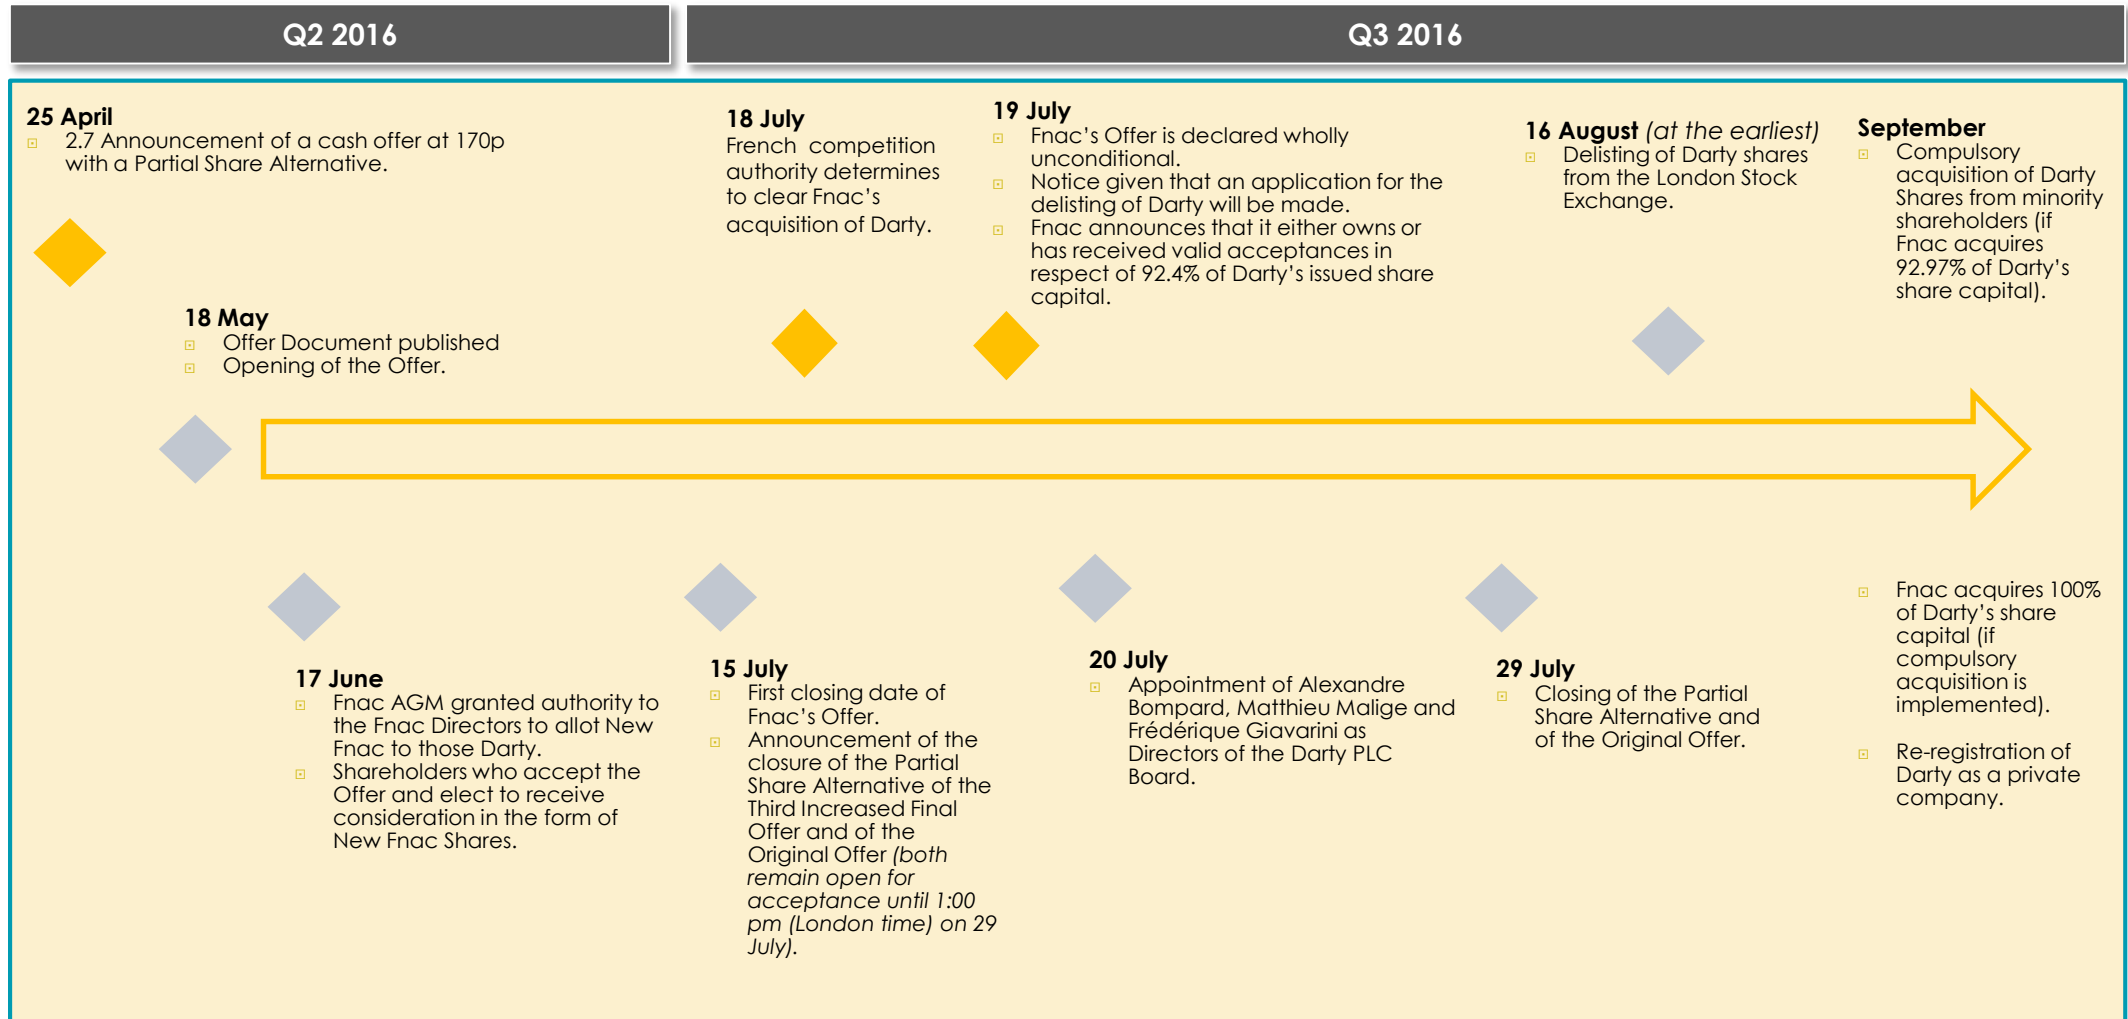 Q2 2016
Q3 2016
25 April
2.7 Announcement of a cash offer at 170p
with a Partial Share Alternative.
18 May
Offer Document published
Opening of the Offer.
17 June
Fnac AGM granted authority to
the Fnac Directors to allot New
Fnac to those Darty.
Shareholders who accept the
Offer and elect to receive
consideration in the form of
New Fnac Shares.
15 July
First closing date of
Fnac’s Offer.
Announcement of the
closure of the Partial
Share Alternative of the
Third Increased Final
Offer and of the
Original Offer (both
remain open for
acceptance until 1:00
pm (London time) on 29
July).
18 July
French competition
authority determines
to clear Fnac’s
acquisition of Darty.
19 July
Fnac’s Offer is declared wholly
unconditional.
Notice given that an application for the
delisting of Darty will be made.
Fnac announces that it either owns or
has received valid acceptances in
respect of 92.4% of Darty’s issued share
capital.
20 July
Appointment of Alexandre
Bompard, Matthieu Malige and
Frédérique Giavarini as
Directors of the Darty PLC
Board.
29 July
Closing of the Partial
Share Alternative and
of the Original Offer.
16 August (at the earliest)
Delisting of Darty shares
from the London Stock
Exchange.
September
Compulsory
acquisition of Darty
Shares from minority
shareholders (if
Fnac acquires
92.97% of Darty’s
share capital).
Fnac acquires 100%
of Darty’s share
capital (if
compulsory
acquisition is
implemented).
Re-registration of
Darty as a private
company.